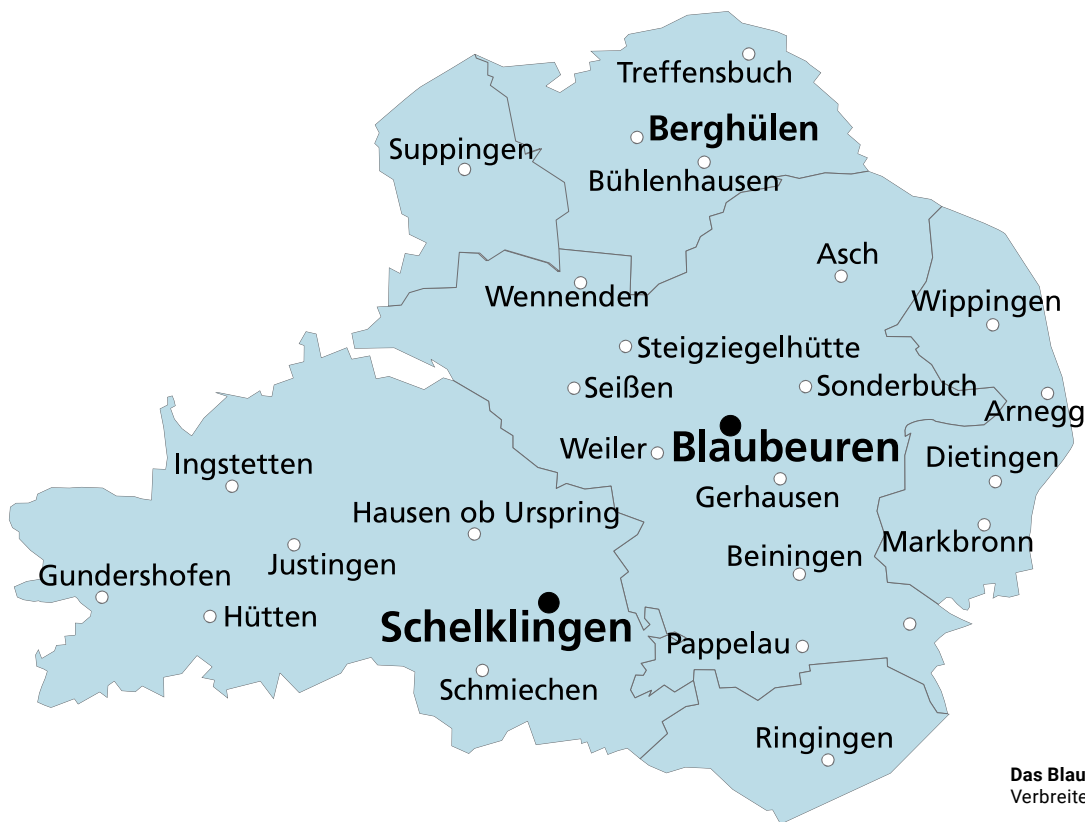 Treffensbuch
Berghülen
Suppingen
Bühlenhausen
Asch
Wennenden
Wippingen
Steigziegelhütte
Seißen
Sonderbuch
Arnegg
Weiler
Blaubeuren
Dietingen
Ingstetten
Gerhausen
Hausen ob Urspring
Markbronn
Beiningen
Justingen
Gundershofen
Hütten
Schelklingen
Pappelau
Schmiechen
Ringingen
Das Blau
Verbreite